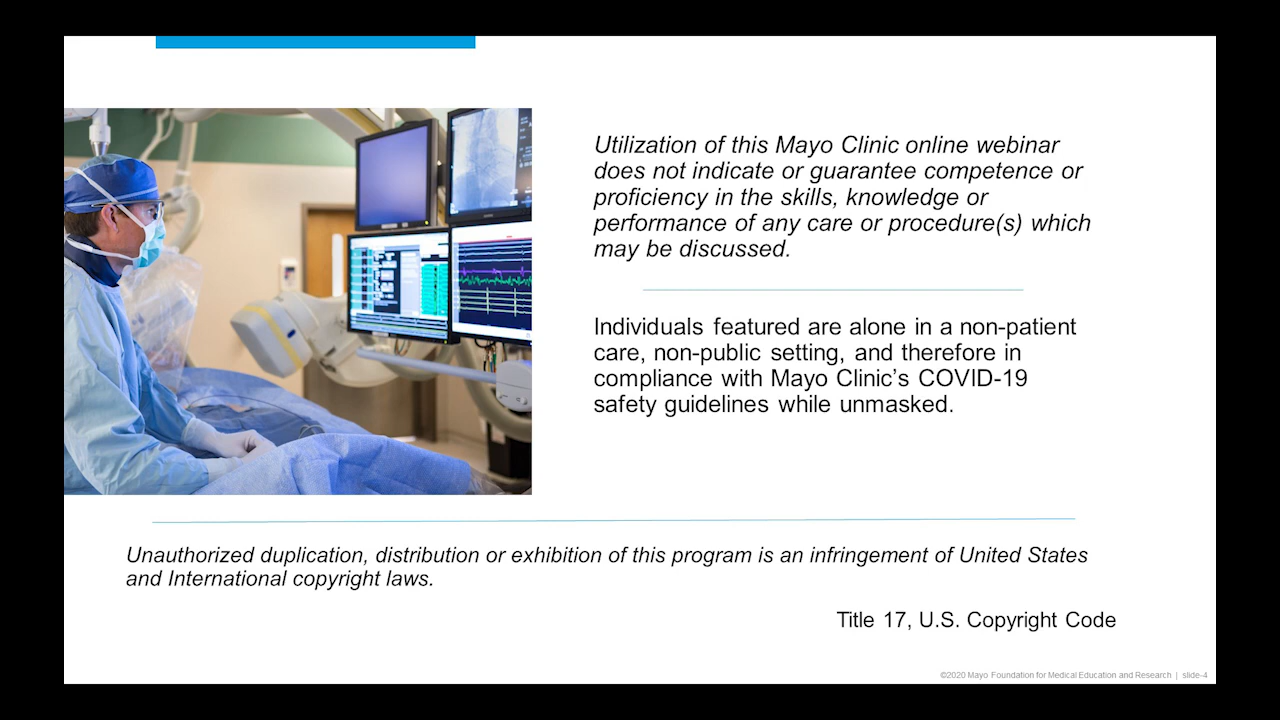 Utilization of this Mayo Clinic online webinar
does not indicate or guarantee competence or
proficiency in the skills, knowledge or
performance of any care or procedure(s) which
may be discussed.
Individuals featured are alone in a non-patient
care, non-public setting, and therefore in
compliance with Mayo Clinic’s COVID-19
safety guidelines while unmasked.
Unauthorized duplication, distribution or exhibition of this program is an infringement of United States
and International copyright laws.
Title 17, U.S. Copyright Code
©2020 Mayo Foundation for Medical Education and Research | slide-4